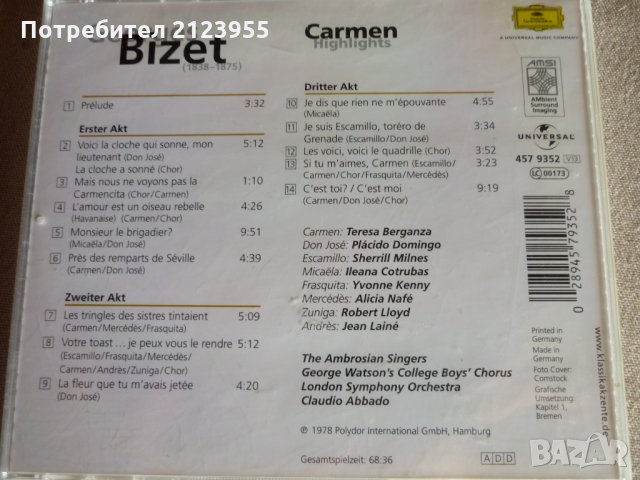 Потребител 2123955
Bizet
(1838–1875)
Carmen
Highlights
Deutsche
Grammophon
A UNIVERSAL MUSIC COMPANY
1 Prélude 3:32
Erster Akt
2 Voici la cloche qui sonne, mon 5:12
lieutenant (Don José)
La cloche a sonné (Chor)
3 Mais nous ne voyons pas la 1:10
Carmencita (Chor/Carmen)
4 L'amour est un oiseau rebelle 4:26
(Havanaise) (Carmen/Chor)
5 Monsieur le brigadier? 9:51
(Micaëla/Don José)
6 Près des remparts de Séville 4:39
(Carmen/Don José)
Zweiter Akt
7 Les tringles des sistres tintaient 5:09
(Carmen/Mercédès/Frasquita)
8 Votre toast ... je peux vous le rendre 5:12
(Escamillo/Frasquita/Mercédès/
Carmen/Andrès/Zuniga/Chor)
9 La fleur que tu m'avais jetée 4:20
(Don José)
Dritter Akt
10 Je dis que rien ne m'épouvante 4:55
(Micaëla)
11 Je suis Escamillo, toréro de 3:34
Grenade (Escamillo/Don José)
12 Les voici, voici le quadrille (Chor) 3:52
13 Si tu m'aimes, Carmen (Escamillo/ 3:23
Carmen/Chor/Frasquita/Mercédès)
14 C'est toi? / C'est moi 9:19
(Carmen/Don José/Chor)
Carmen: Teresa Berganza
Don José: Plácido Domingo
Escamillo: Sherrill Milnes
Micaëla: Ileana Cotrubas
Frasquita: Yvonne Kenny
Mercédès: Alicia Nafé
Zuniga: Robert Lloyd
Andrès: Jean Lainé
The Ambrosian Singers
George Watson's College Boys' Chorus
London Symphony Orchestra
Claudio Abbado
℗ 1978 Polydor International GmbH, Hamburg
Gesamtspielzeit: 68:36
ADD
AMSI
AMbient
Surround
Imaging
UNIVERSAL
457 9352 V13
LC 00173
0 28945 79352 8
Printed in
Germany
Made in
Germany
Foto Cover:
Comstock
Grafische
Umsetzung:
Kapitel 1,
Bremen
www.klassikakzente.de
BAZAR
bg